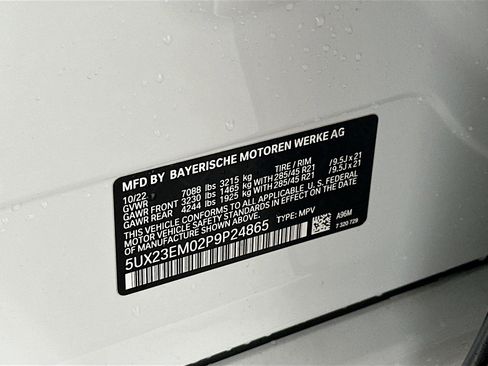 MFD BY BAYERISCHE MOTOREN WERKE AG
10/22 TIRE / RIM
GVWR 7088 lbs 3215 kg
GAWR FRONT 3230 lbs 1465 kg WITH 285/45 R21 / 9.5J x 21
GAWR REAR 4244 lbs 1925 kg WITH 285/45 R21 / 9.5J x 21
THIS VEHICLE CONFORMS TO ALL APPLICABLE U. S. FEDERAL
MOTOR VEHICLE SAFETY STANDARDS IN EFFECT ON THE DATE
OF MANUFACTURE SHOWN ABOVE.
5UX23EM02P9P24865 TYPE: MPV
A96M
7 320 729